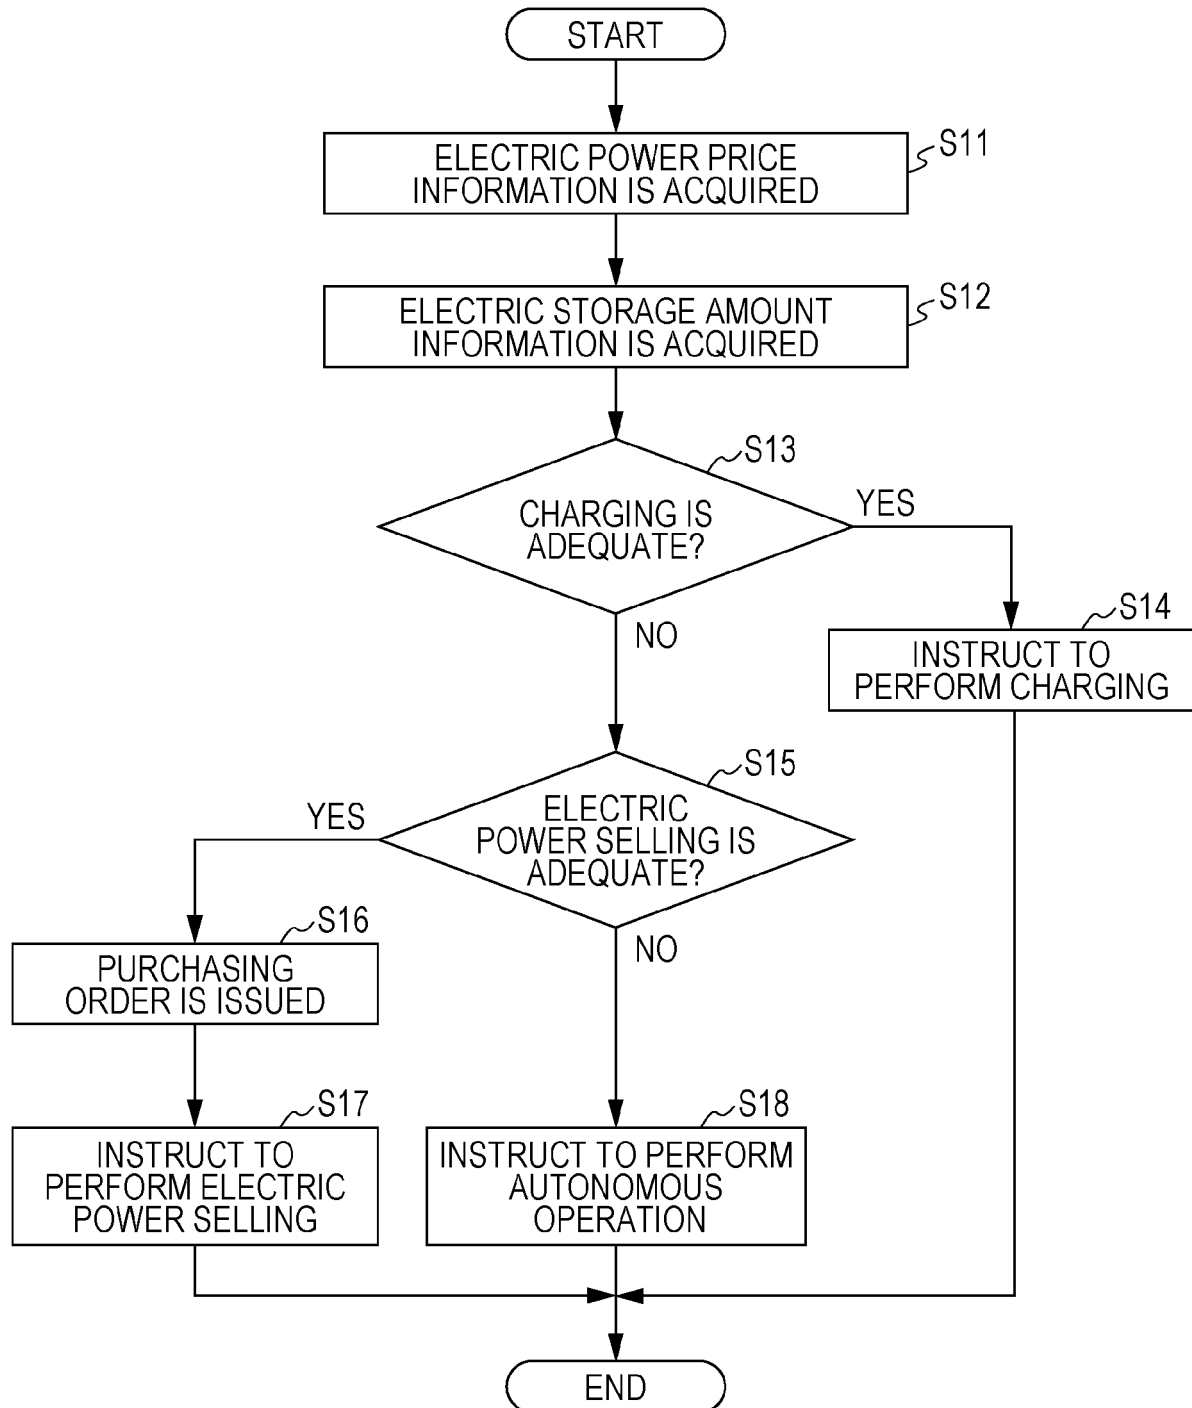 START
ELECTRIC POWER PRICE
INFORMATION IS ACQUIRED
S11
ELECTRIC STORAGE AMOUNT
INFORMATION IS ACQUIRED
S12
S13
CHARGING IS
ADEQUATE?
YES
NO
S14
INSTRUCT TO
PERFORM CHARGING
S15
ELECTRIC
POWER SELLING IS
ADEQUATE?
YES
NO
S16
PURCHASING
ORDER IS ISSUED
S17
INSTRUCT TO
PERFORM ELECTRIC
POWER SELLING
S18
INSTRUCT TO PERFORM
AUTONOMOUS
OPERATION
END